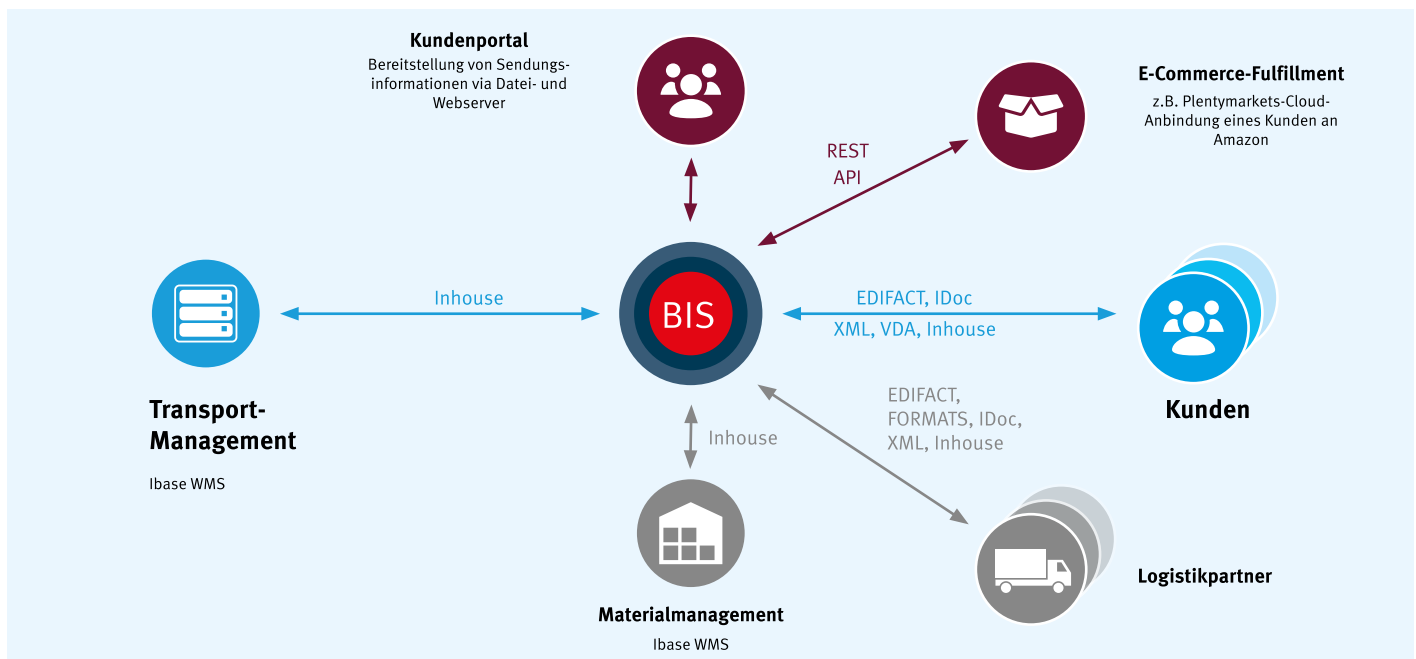 Kundenportal
Bereitstellung von Sendungs-
informationen via Datei- und
Webserver
E-Commerce-Fulfillment
z.B. Plentymarkets-Cloud-
Anbindung eines Kunden an
Amazon
REST
API
Inhouse
BIS
EDIFACT, IDoc
XML, VDA, Inhouse
Transport-
Management
Ibase WMS
Kunden
EDIFACT,
FORMATS, IDoc,
XML, Inhouse
Inhouse
Materialmanagement
Ibase WMS
Logistikpartner